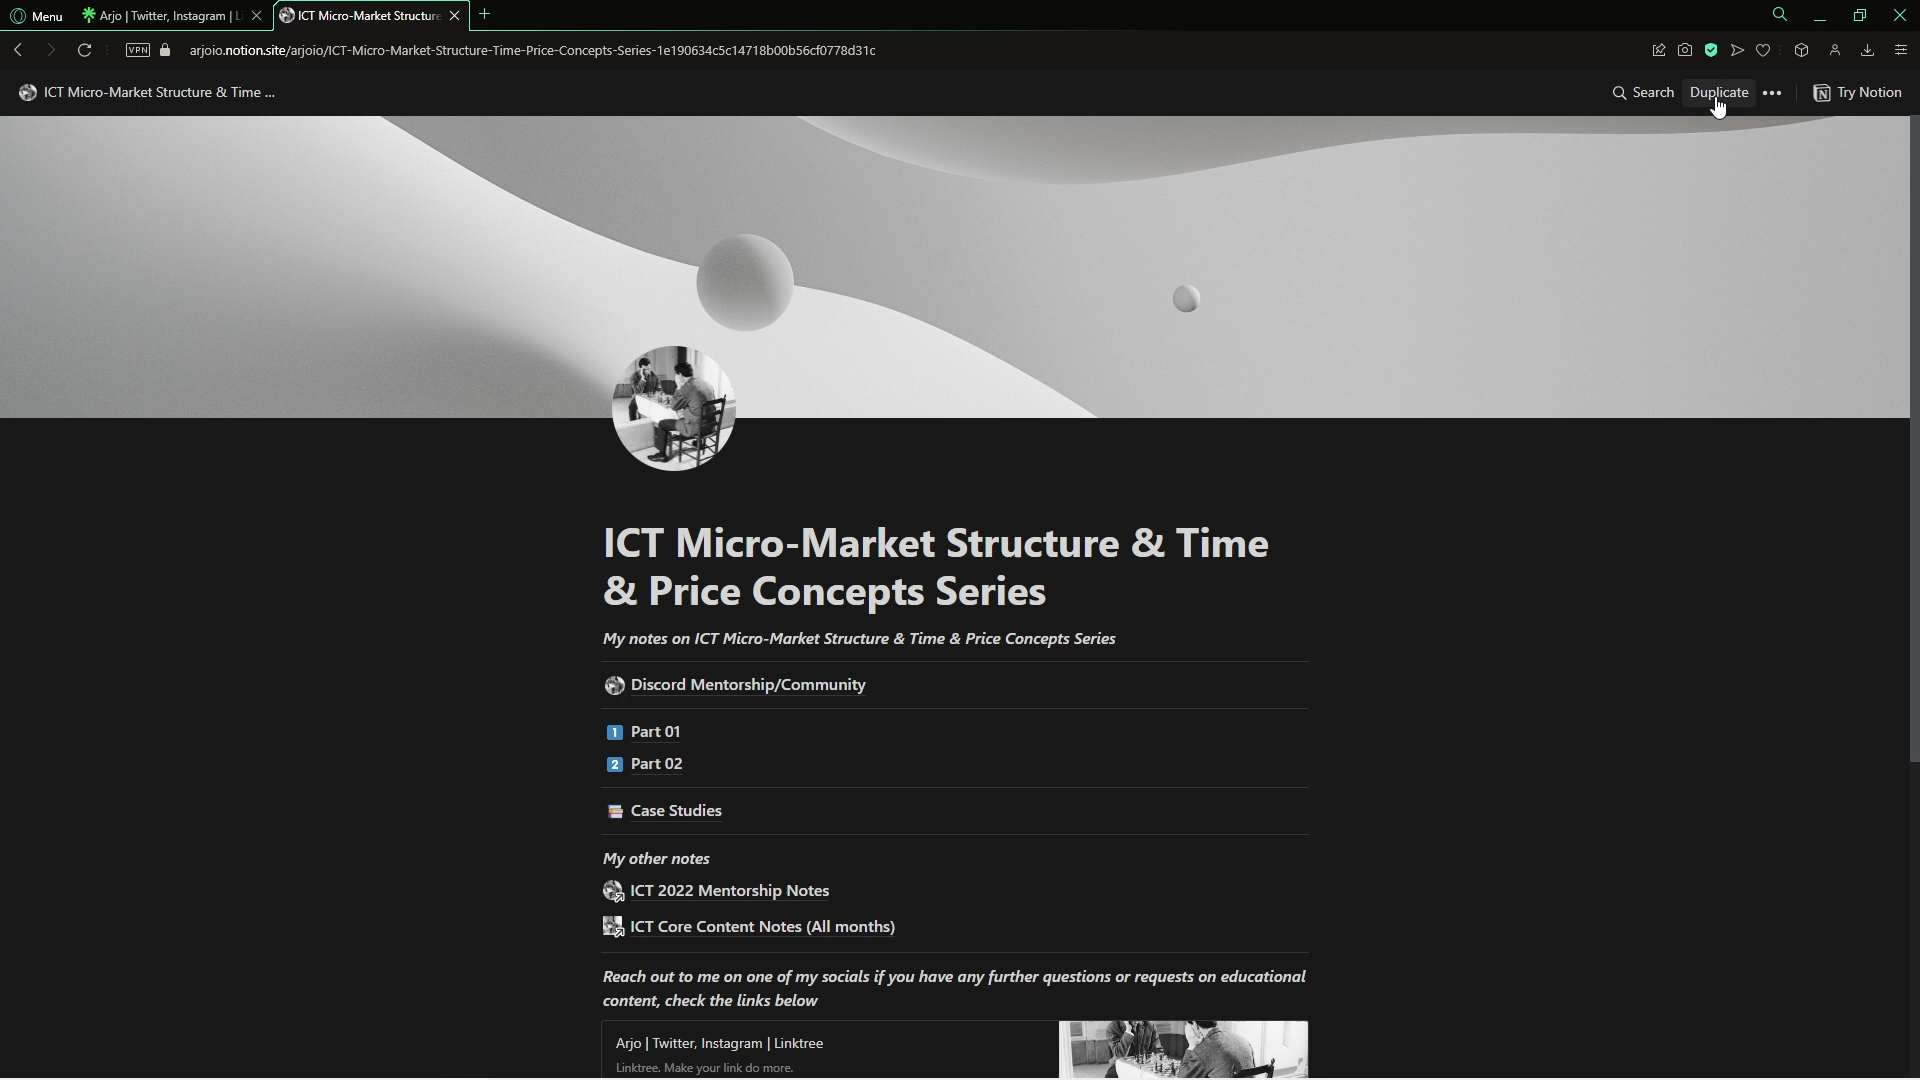 Menu
Arjo | Twitter, Instagram | Li
ICT Micro-Market Structure
VPN
arjoio.notion.site/arjoio/ICT-Micro-Market-Structure-Time-Price-Concepts-Series-1e190634c5c14718b00b56cf0778d31c
ICT Micro-Market Structure & Time ...
Search
Duplicate
Try Notion
ICT Micro-Market Structure & Time
& Price Concepts Series
My notes on ICT Micro-Market Structure & Time & Price Concepts Series
Discord Mentorship/Community
1 Part 01
2 Part 02
Case Studies
My other notes
ICT 2022 Mentorship Notes
ICT Core Content Notes (All months)
Reach out to me on one of my socials if you have any further questions or requests on educational
content, check the links below
Arjo | Twitter, Instagram | Linktree
Linktree. Make your link do more.